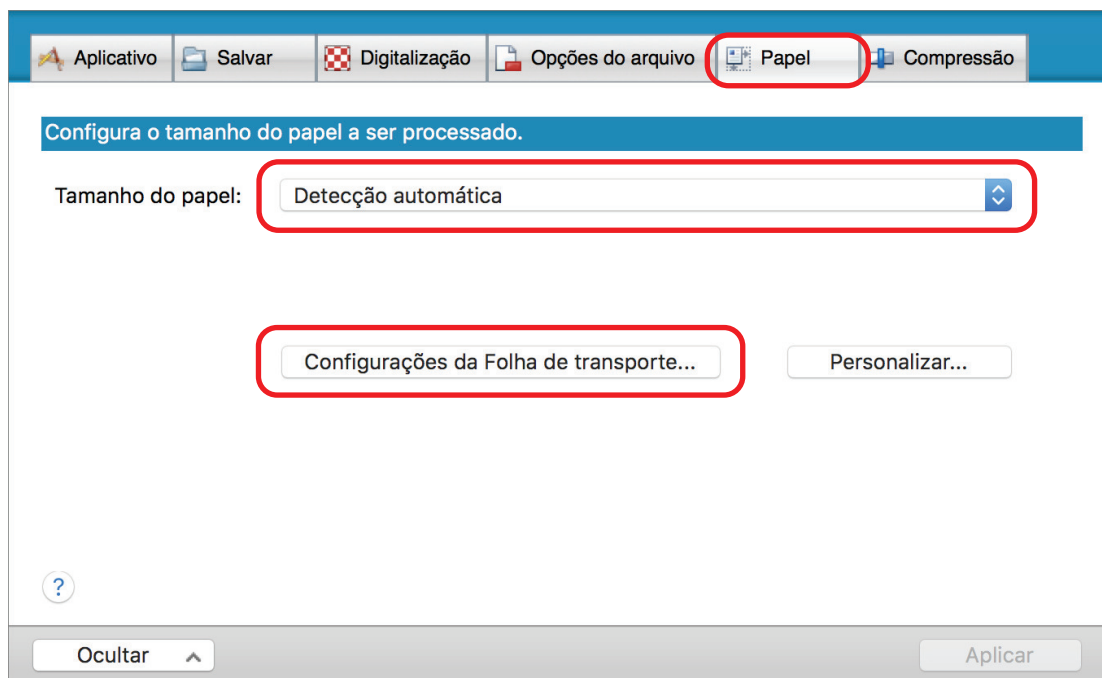 Aplicativo Salvar Digitalização Opções do arquivo Papel Compressão
Configura o tamanho do papel a ser processado.
Tamanho do papel: Detecção automática
Configurações da Folha de transporte... Personalizar...
?
Ocultar Aplicar